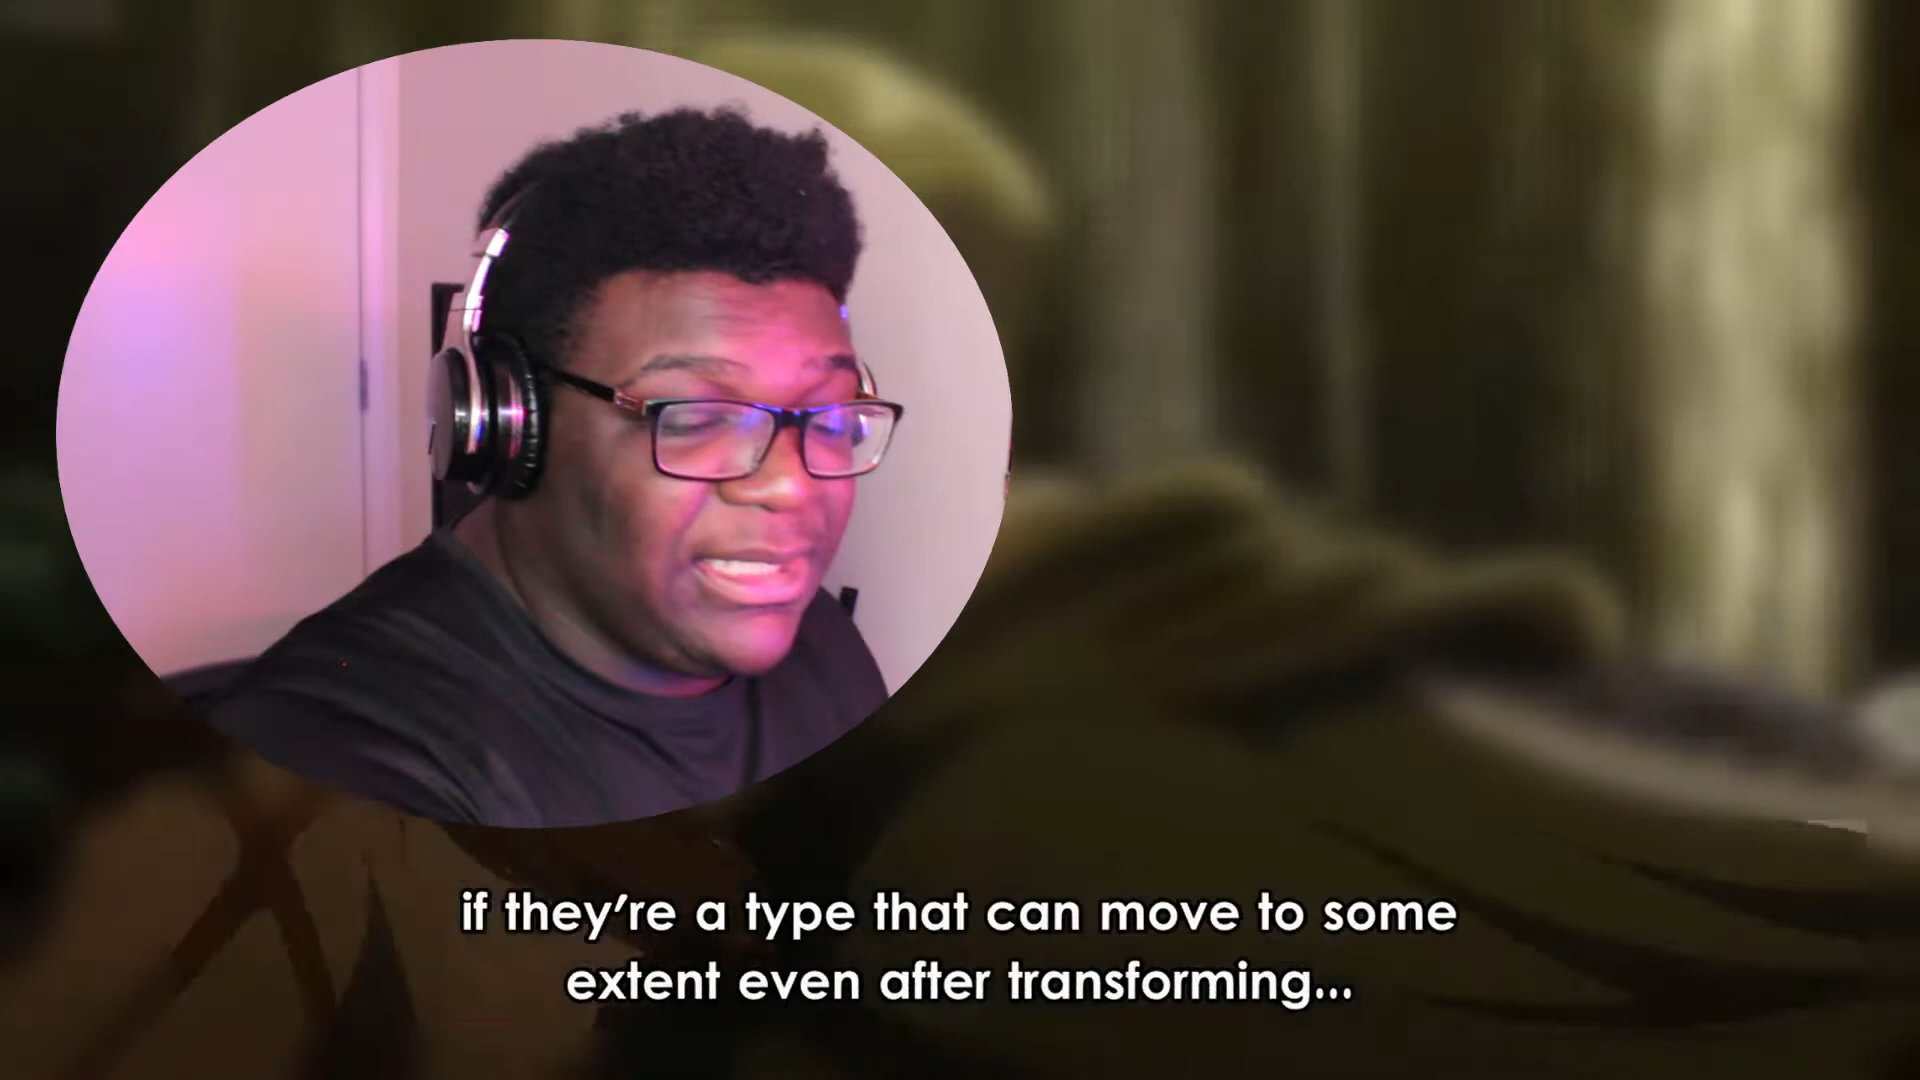 if they're a type that can move to some
extent even after transforming...